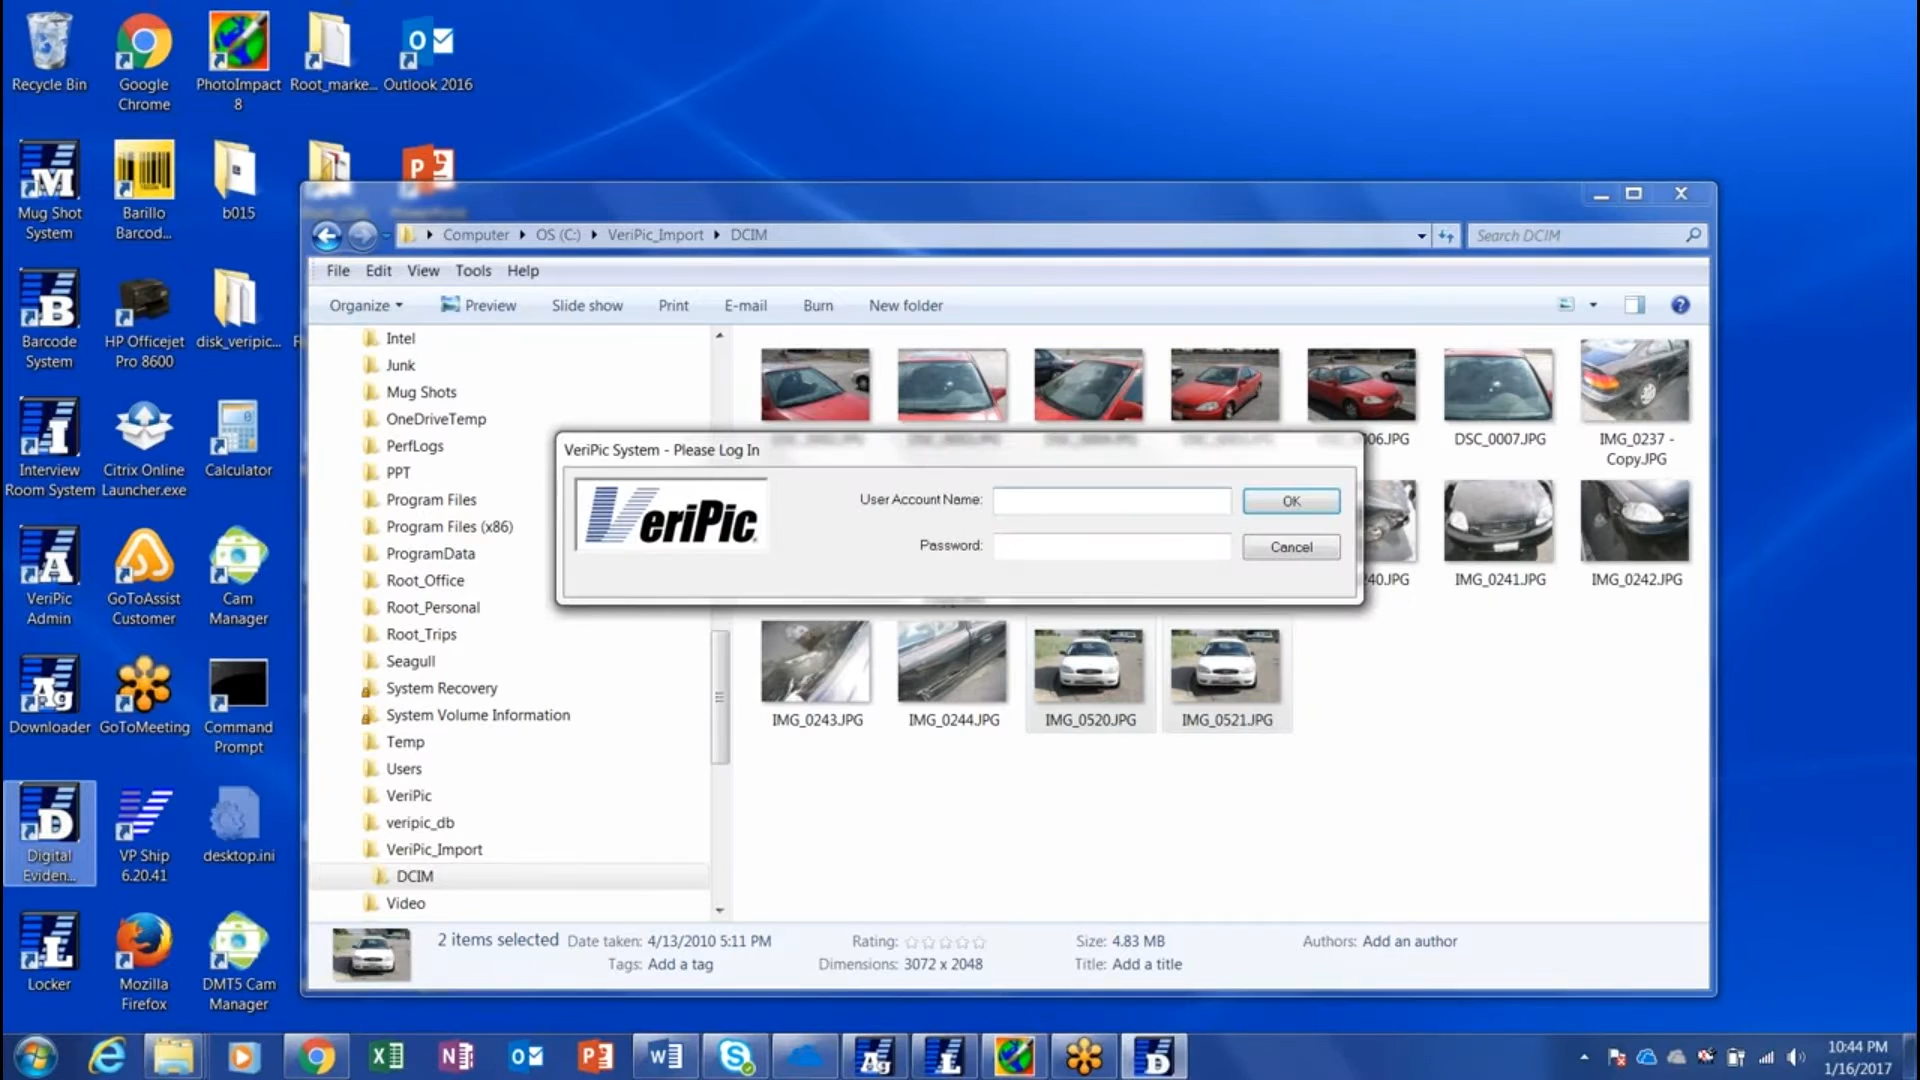 Recycle Bin
Google
Chrome
PhotoImpact
8
Root_marke...
Outlook 2016
Mug Shot
System
Barillo
Barcod...
b015
Barcode
System
HP Officejet
Pro 8600
disk_veripic...
Interview
Room System
Citrix Online
Launcher.exe
Calculator
VeriPic
Admin
GoToAssist
Customer
Cam
Manager
Downloader
GoToMeeting
Command
Prompt
Digital
Eviden...
VP Ship
6.20.41
desktop.ini
Locker
Mozilla
Firefox
DMT5 Cam
Manager
Computer
OS (C:)
VeriPic_Import
DCIM
Search DCIM
File Edit View Tools Help
Organize Preview Slide show Print E-mail Burn New folder
Intel
Junk
Mug Shots
OneDriveTemp
PerfLogs
PPT
Program Files
Program Files (x86)
ProgramData
Root_Office
Root_Personal
Root_Trips
Seagull
System Recovery
System Volume Information
Temp
Users
VeriPic
veripic_db
VeriPic_Import
DCIM
Video
06.JPG
DSC_0007.JPG
IMG_0237 -
Copy.JPG
40.JPG
IMG_0241.JPG
IMG_0242.JPG
IMG_0243.JPG
IMG_0244.JPG
IMG_0520.JPG
IMG_0521.JPG
VeriPic System - Please Log In
VeriPic
User Account Name:
OK
Password:
Cancel
2 items selected Date taken: 4/13/2010 5:11 PM Rating: Size: 4.83 MB Authors: Add an author
Tags: Add a tag Dimensions: 3072 x 2048 Title: Add a title
10:44 PM
1/16/2017